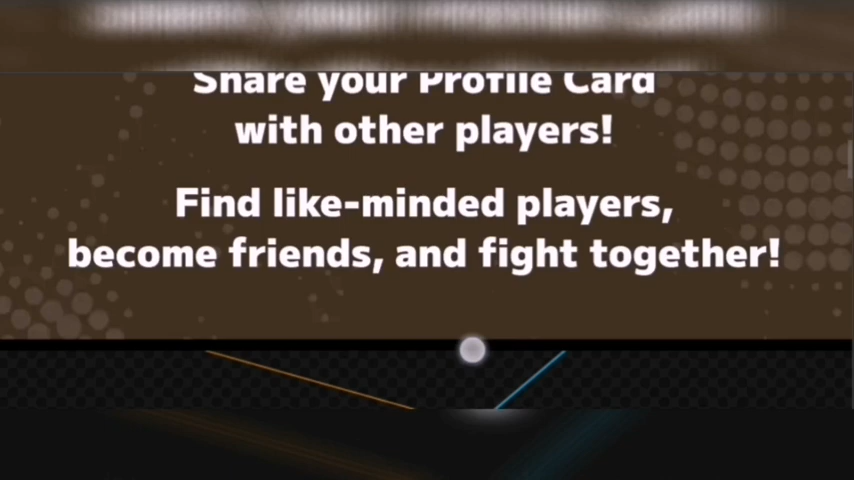 Share your Profile Card
with other players!
Find like-minded players,
become friends, and fight together!